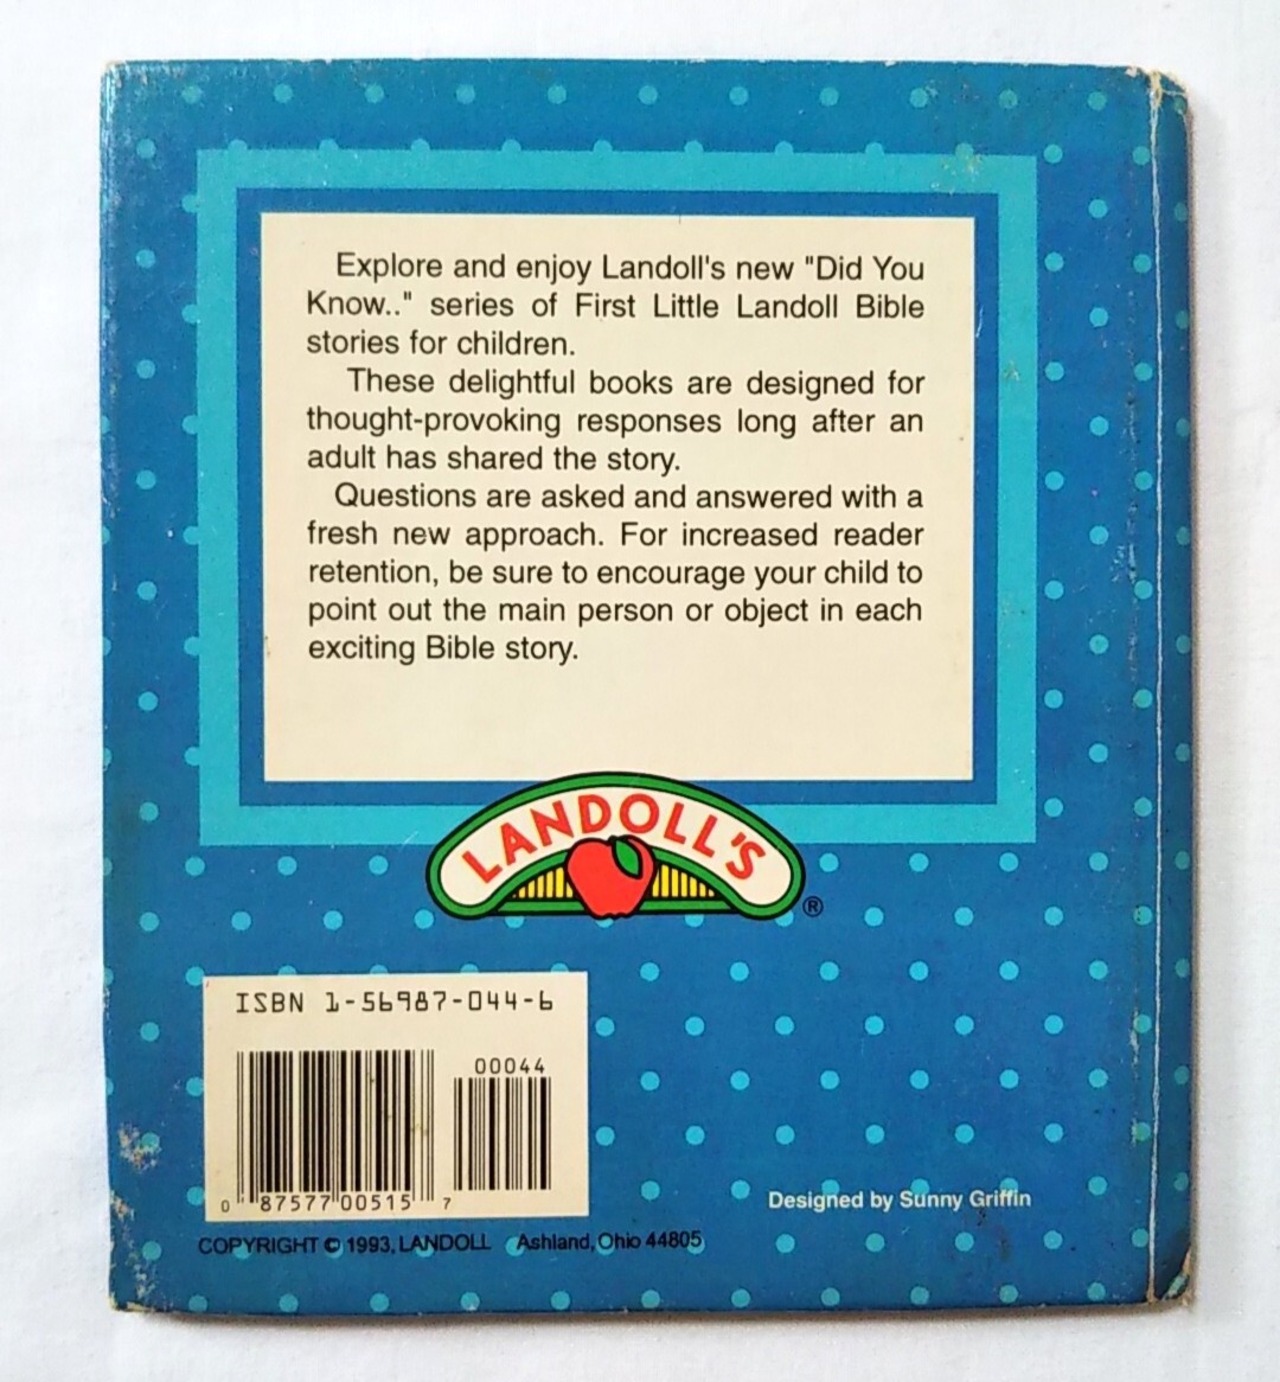 Explore and enjoy Landoll's new "Did You
Know.." series of First Little Landoll Bible
stories for children.
These delightful books are designed for
thought-provoking responses long after an
adult has shared the story.
Questions are asked and answered with a
fresh new approach. For increased reader
retention, be sure to encourage your child to
point out the main person or object in each
exciting Bible story.
LANDOLL'S
®
ISBN 1-56987-044-6
00044
0 87577 00515 7
Designed by Sunny Griffin
COPYRIGHT © 1993, LANDOLL Ashland, Ohio 44805